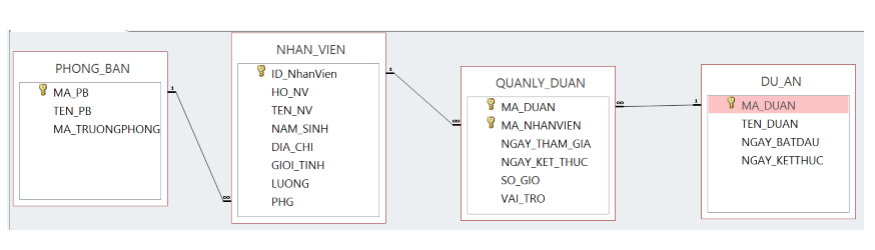 PHONG_BAN
MA_PB
TEN_PB
MA_TRUONGPHONG
1
∞
NHAN_VIEN
ID_NhanVien
HO_NV
TEN_NV
NAM_SINH
DIA_CHI
GIOI_TINH
LUONG
PHG
1
∞
QUANLY_DUAN
MA_DUAN
MA_NHANVIEN
NGAY_THAM_GIA
NGAY_KET_THUC
SO_GIO
VAI_TRO
∞
1
DU_AN
MA_DUAN
TEN_DUAN
NGAY_BATDAU
NGAY_KETTHUC